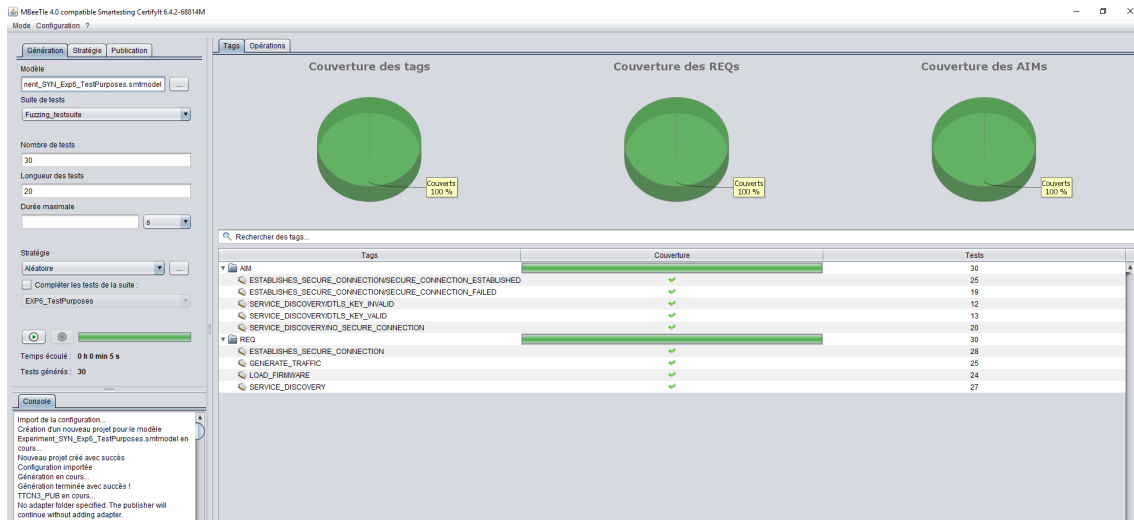 MBeeTle 4.0 compatible Smartesting CertifyIt 6.4.2-68814M
Mode Configuration ?
Génération Stratégie Publication
Modèle
nent_SYN_Exp6_TestPurposes.smtmodel ...
Suite de tests
Fuzzing_testsuite
Nombre de tests
30
Longueur des tests
20
Durée maximale
s
Stratégie
Aléatoire ...
Compléter les tests de la suite :
EXP6_TestPurposes
Temps écoulé : 0 h 0 min 5 s
Tests générés : 30
Console
Import de la configuration...
Création d'un nouveau projet pour le modèle
Experiment_SYN_Exp6_TestPurposes.smtmodel en
cours...
Nouveau projet créé avec succès
Configuration importée
Génération en cours...
Génération terminée avec succès !
TTCN3_PUB en cours...
No adapter folder specified. The publisher will
continue without adding adapter.
Tags Opérations
Couverture des tags Couverture des REQs Couverture des AIMs
Couverts Couverts Couverts
100 % 100 % 100 %
Rechercher des tags...
Tags Couverture Tests
AIM 30
ESTABLISHES_SECURE_CONNECTION/SECURE_CONNECTION_ESTABLISHED 25
ESTABLISHES_SECURE_CONNECTION/SECURE_CONNECTION_FAILED 19
SERVICE_DISCOVERY/DTLS_KEY_INVALID 12
SERVICE_DISCOVERY/DTLS_KEY_VALID 13
SERVICE_DISCOVERY/NO_SECURE_CONNECTION 20
REQ 30
ESTABLISHES_SECURE_CONNECTION 28
GENERATE_TRAFFIC 25
LOAD_FIRMWARE 24
SERVICE_DISCOVERY 27